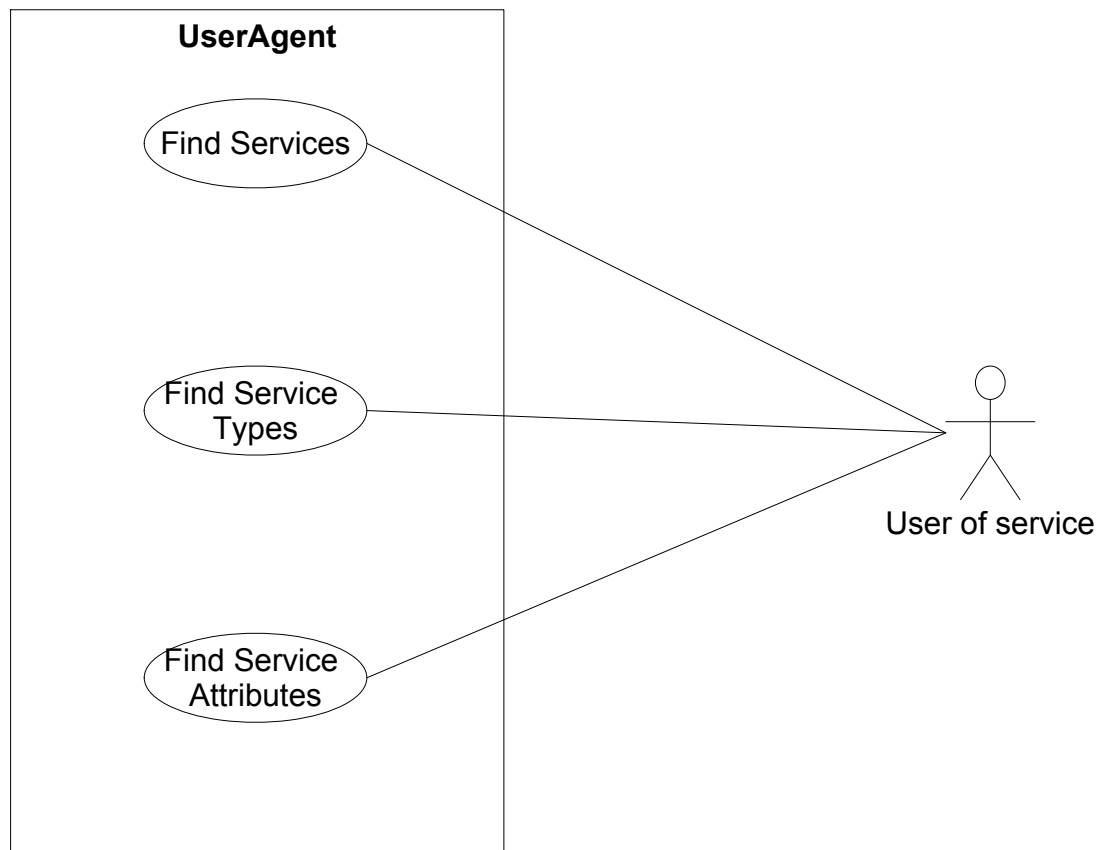 UserAgent
Find Services
Find Service
Types
User of service
Find Service
Attributes